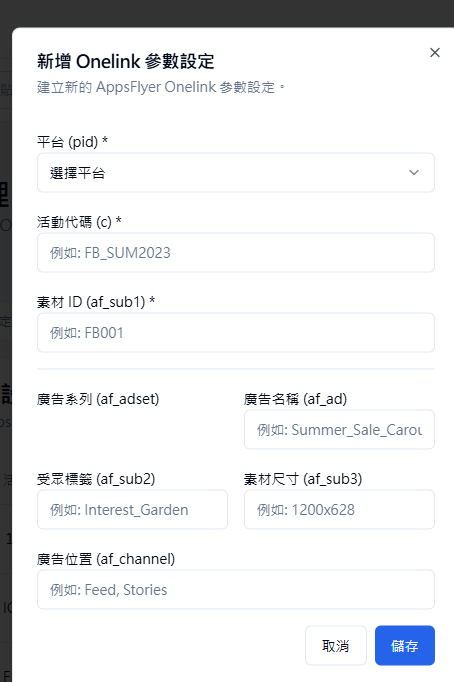 新增 Onelink 參數設定
建立新的 AppsFlyer Onelink 參數設定。
平台 (pid) *
選擇平台
活動代碼 (c) *
例如: FB_SUM2023
素材 ID (af_sub1) *
例如: FB001
廣告系列 (af_adset)
廣告名稱 (af_ad)
例如: Summer_Sale_Carou
受眾標籤 (af_sub2)
素材尺寸 (af_sub3)
例如: Interest_Garden
例如: 1200x628
廣告位置 (af_channel)
例如: Feed, Stories
取消
儲存